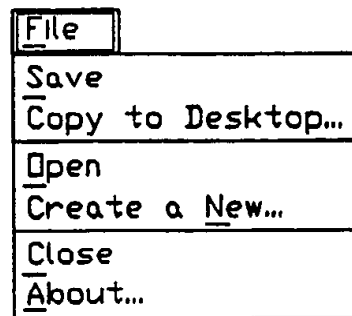 File
Save
Copy to Desktop...
Open
Create a New...
Close
About...